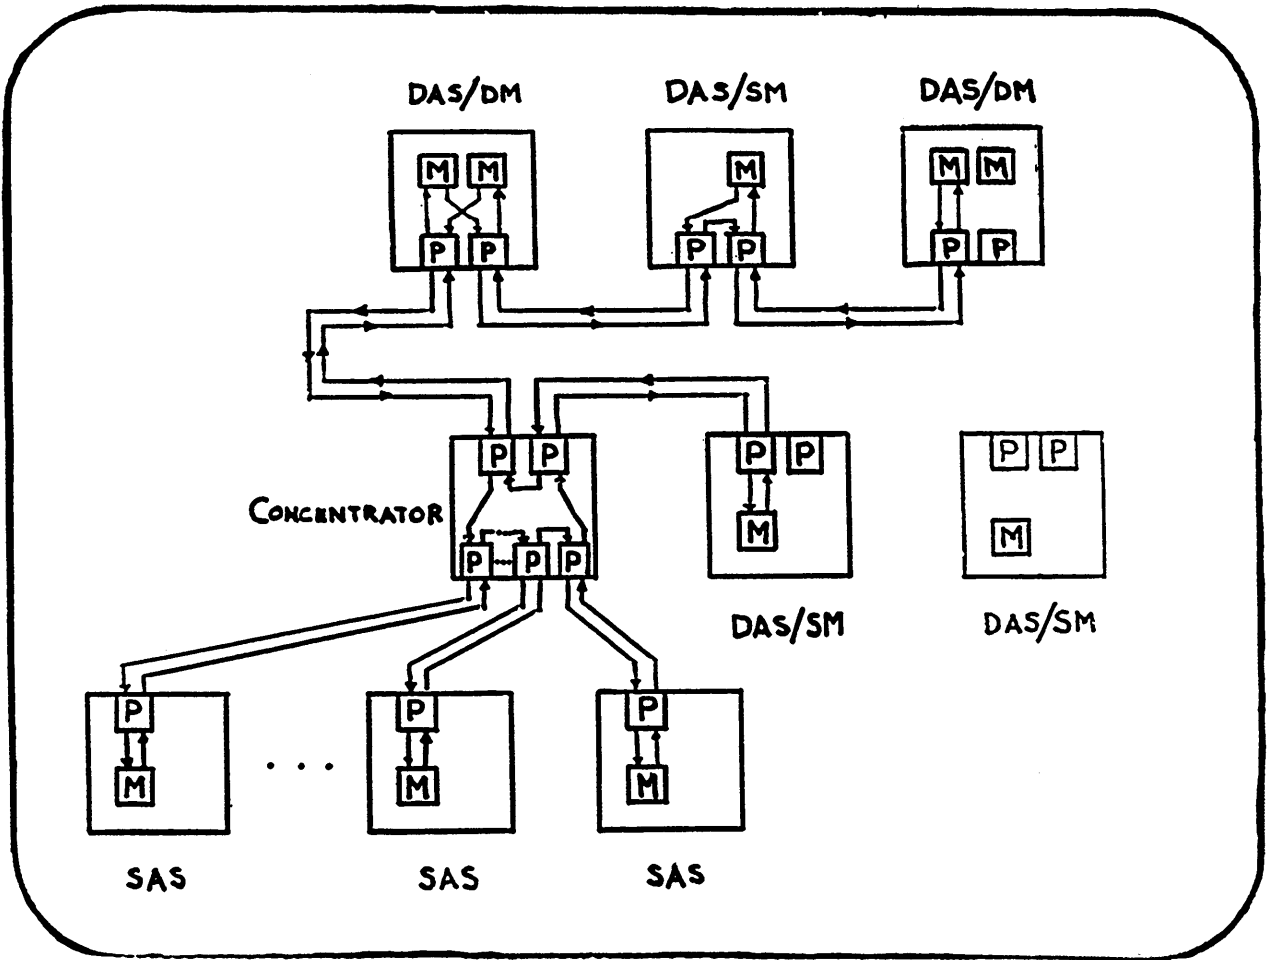 DAS/DM DAS/SM DAS/DM
M M M M M
P P P P P P
P P P P P P
CONCENTRATOR M M
P ... P P
DAS/SM DAS/SM
P P P
. . .
M M M
SAS SAS SAS